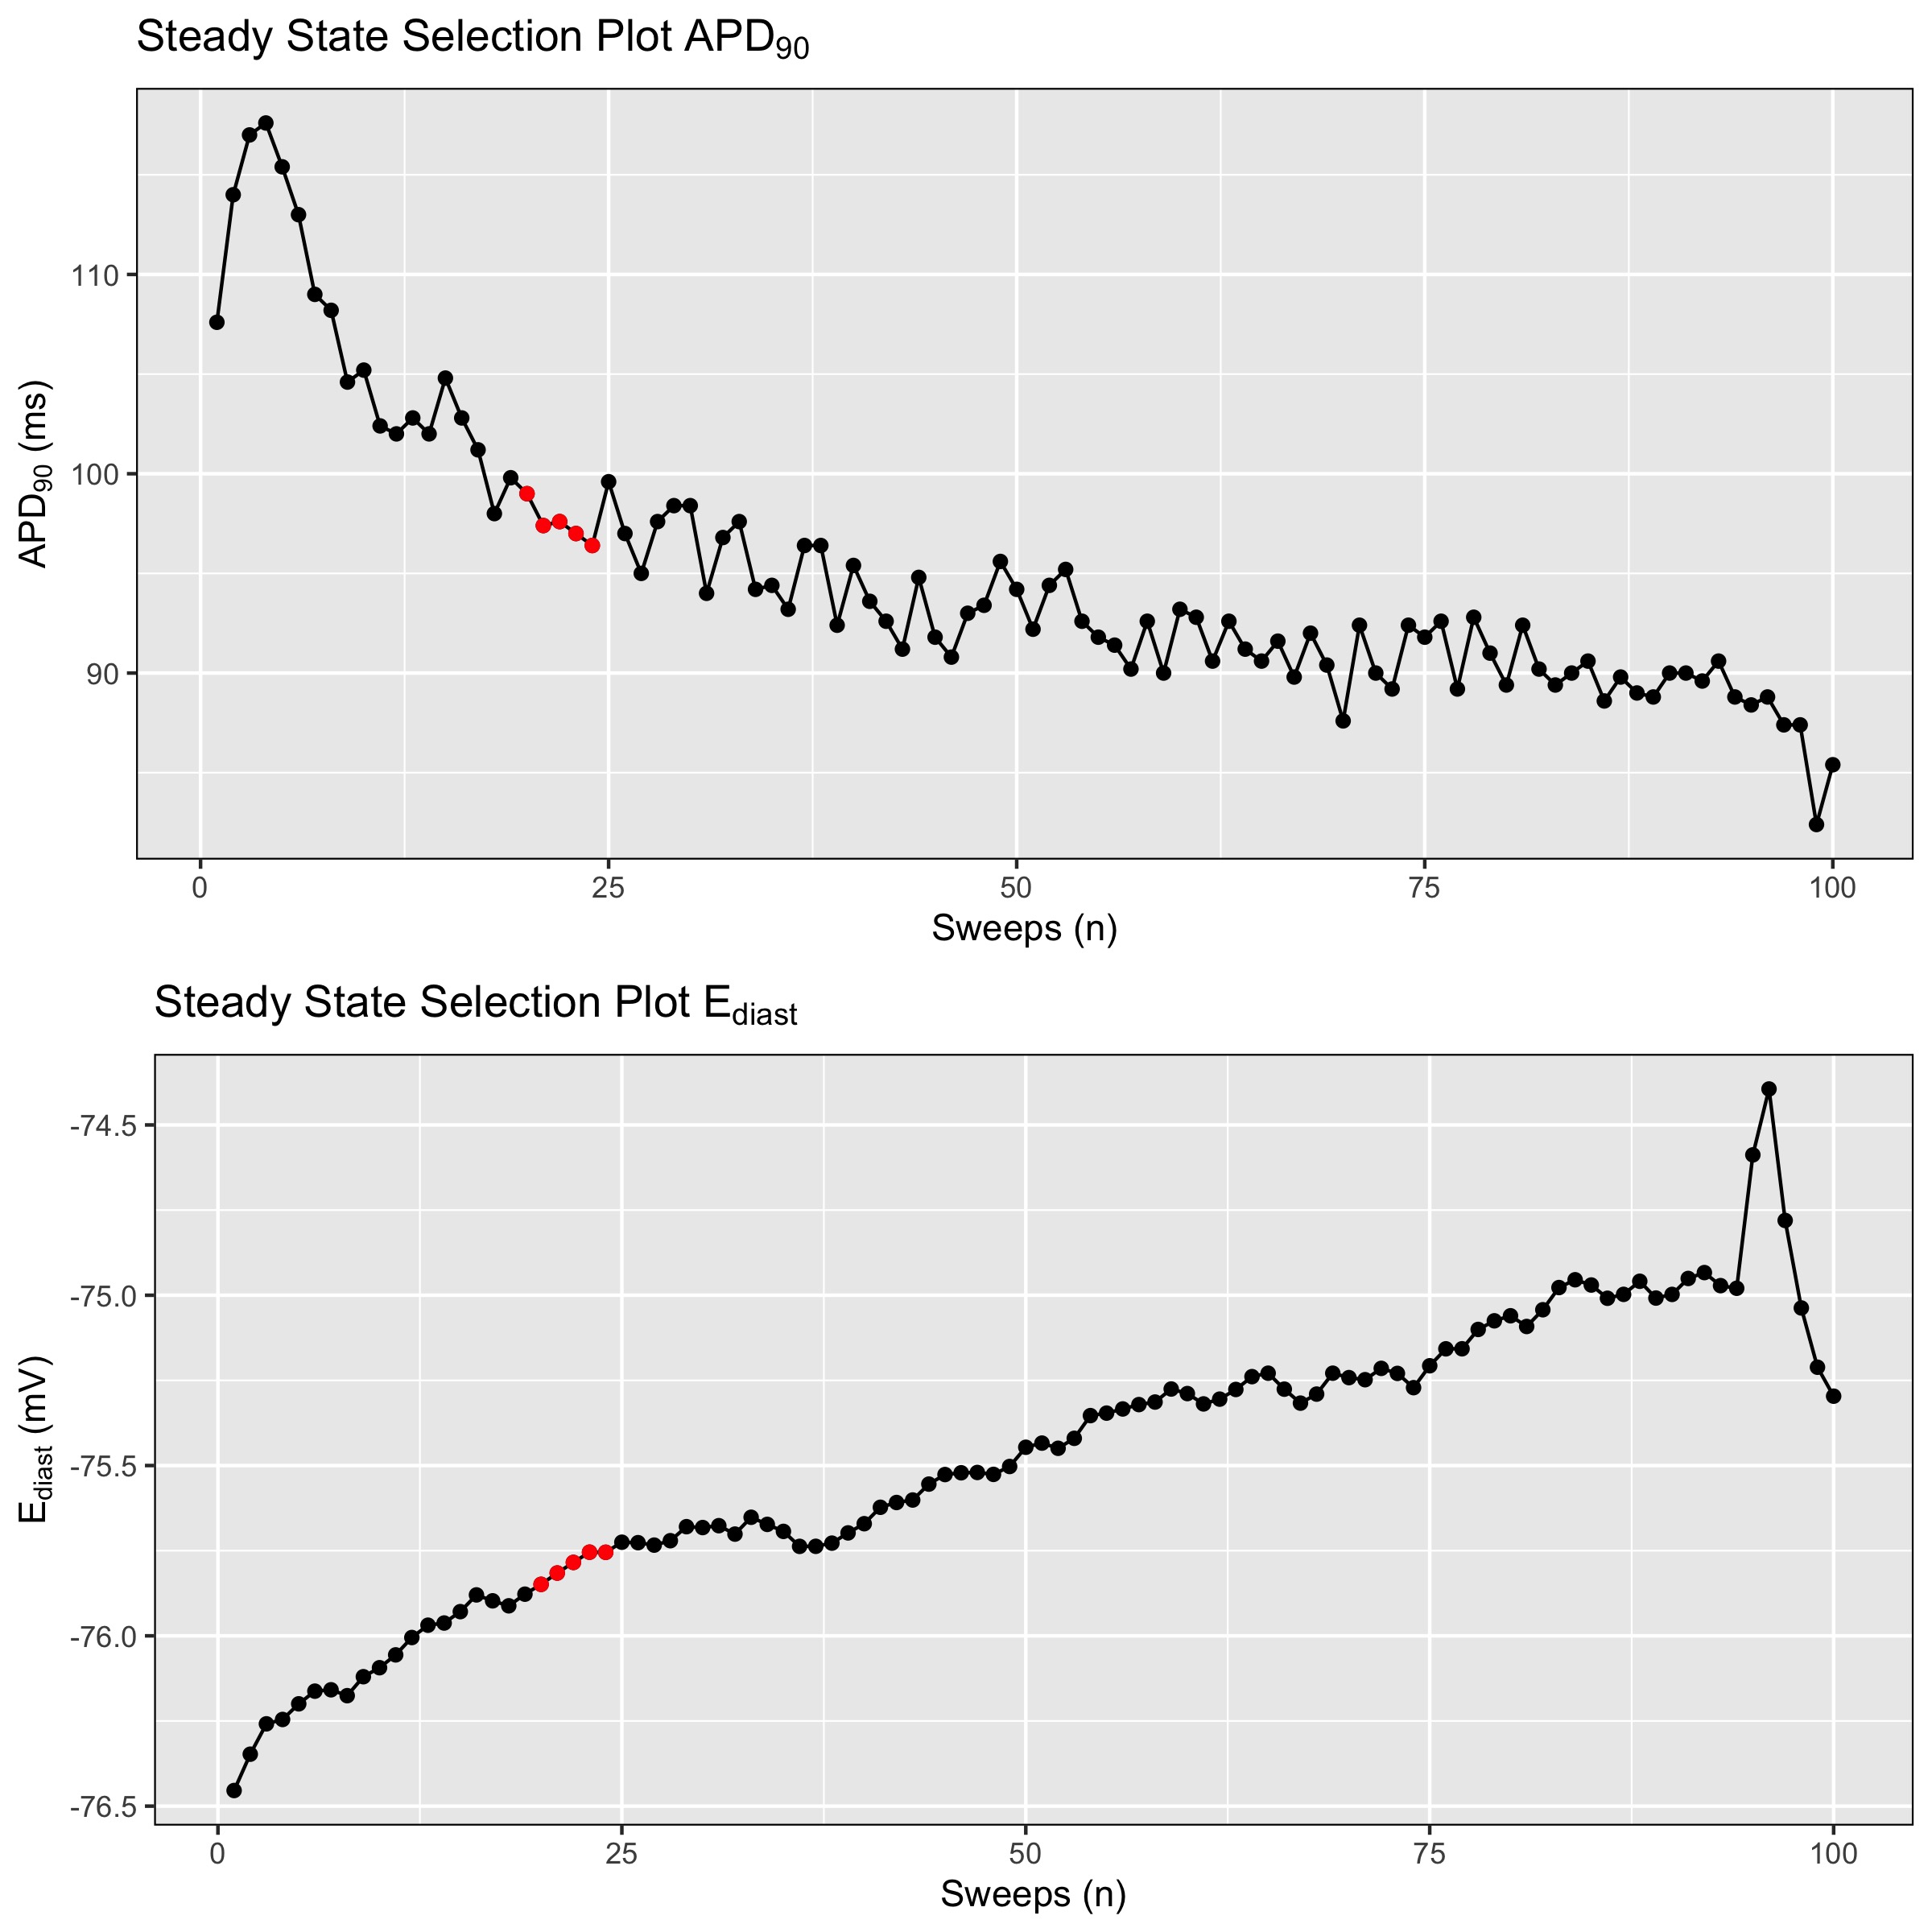 Steady State Selection Plot APD90
110
100
90
APD90 (ms)
0 25 50 75 100
Sweeps (n)
Steady State Selection Plot Ediast
-74.5
-75.0
-75.5
-76.0
-76.5
Ediast (mV)
0 25 50 75 100
Sweeps (n)